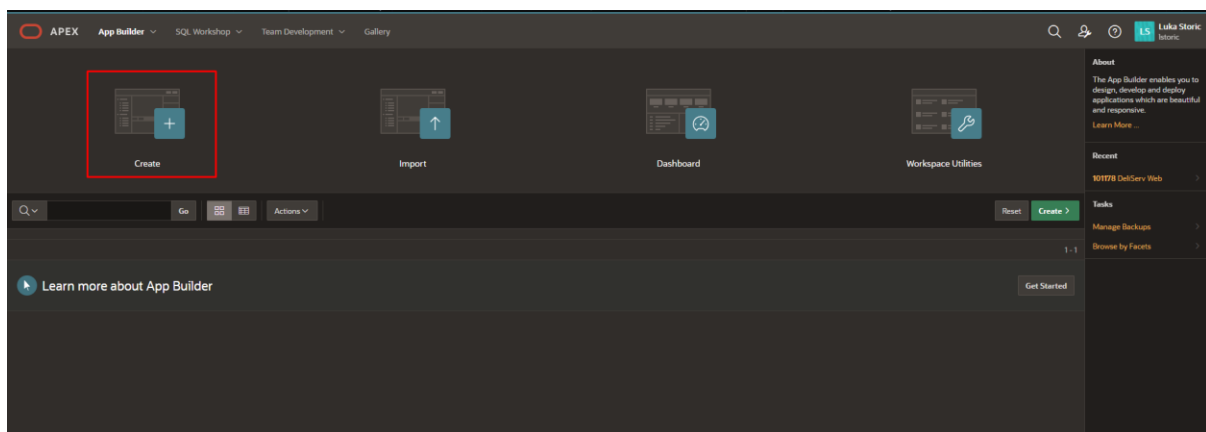 APEX App Builder SQL Workshop Team Development Gallery
LS Luka Storic
lstoric
Create
Import
Dashboard
Workspace Utilities
Go
Actions
Reset
Create >
1 - 1
Learn more about App Builder
Get Started
About
The App Builder enables you to
design, develop and deploy
applications which are beautiful
and responsive.
Learn More ...
Recent
101178 DeliServ Web
Tasks
Manage Backups
Browse by Facets